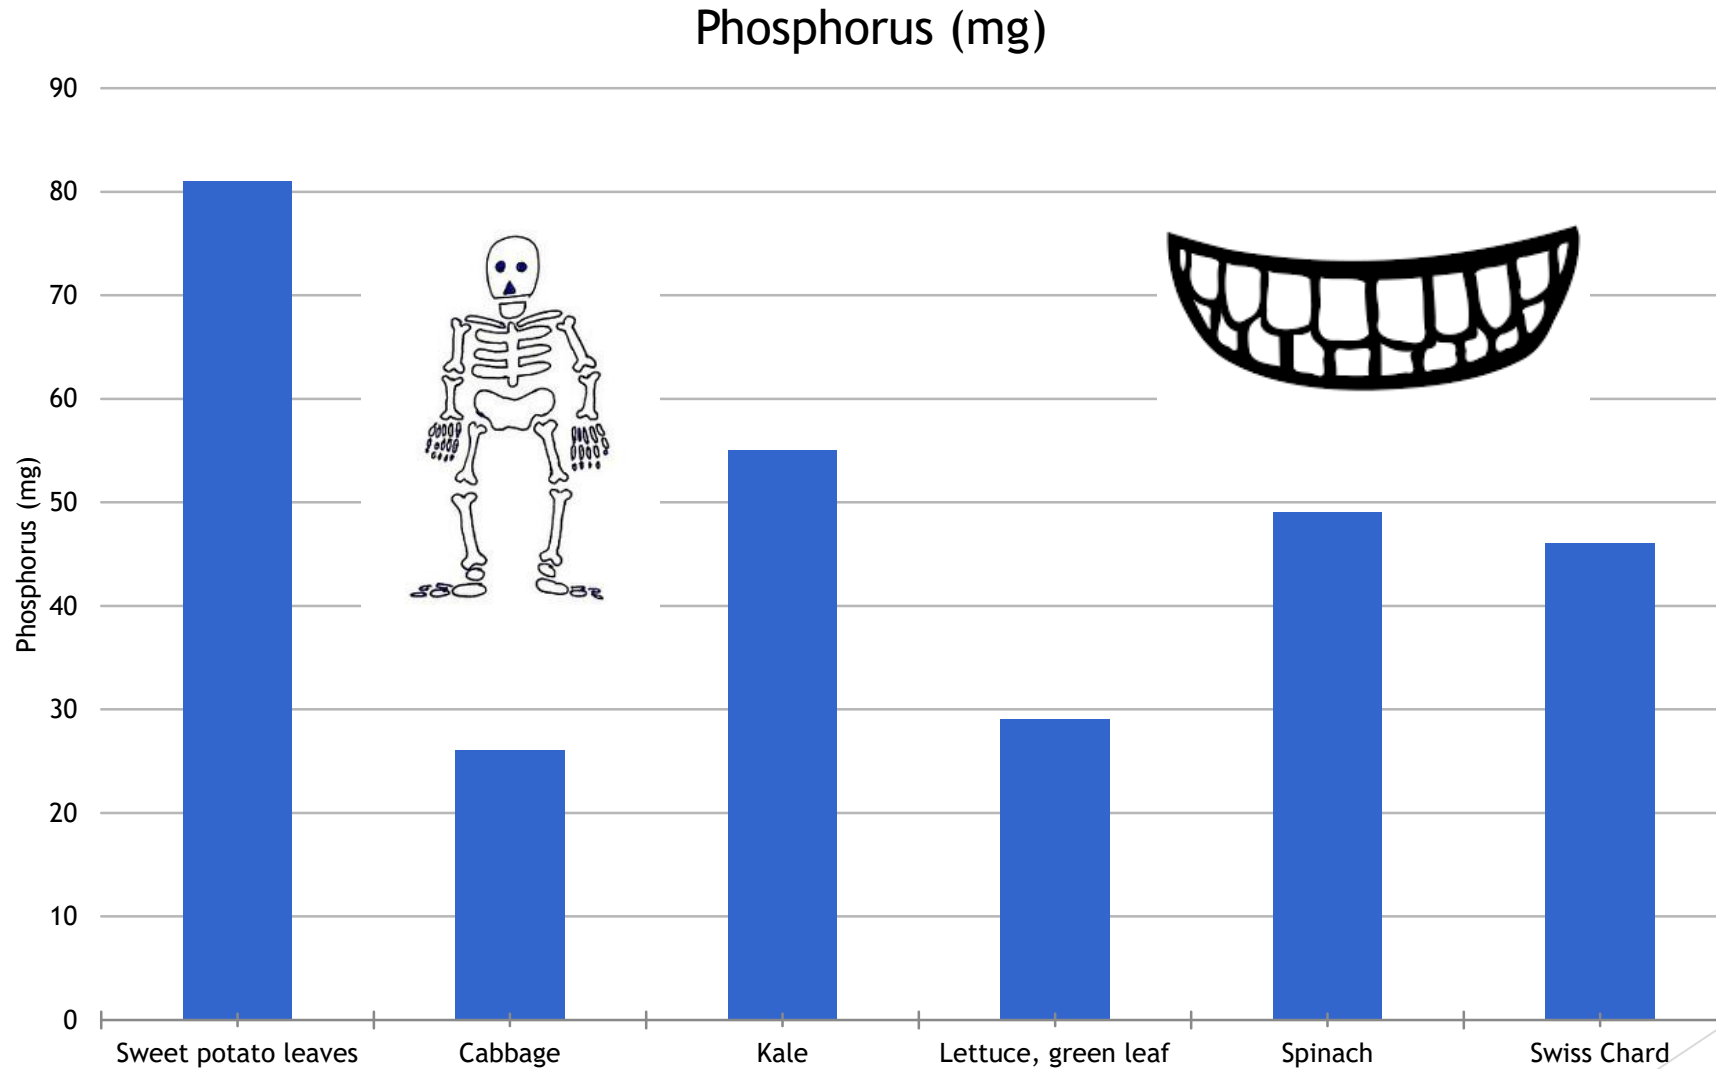 Phosphorus (mg)
90
80
70
60
50
40
30
20
10
0
Phosphorus (mg)
Sweet potato leaves
Cabbage
Kale
Lettuce, green leaf
Spinach
Swiss Chard